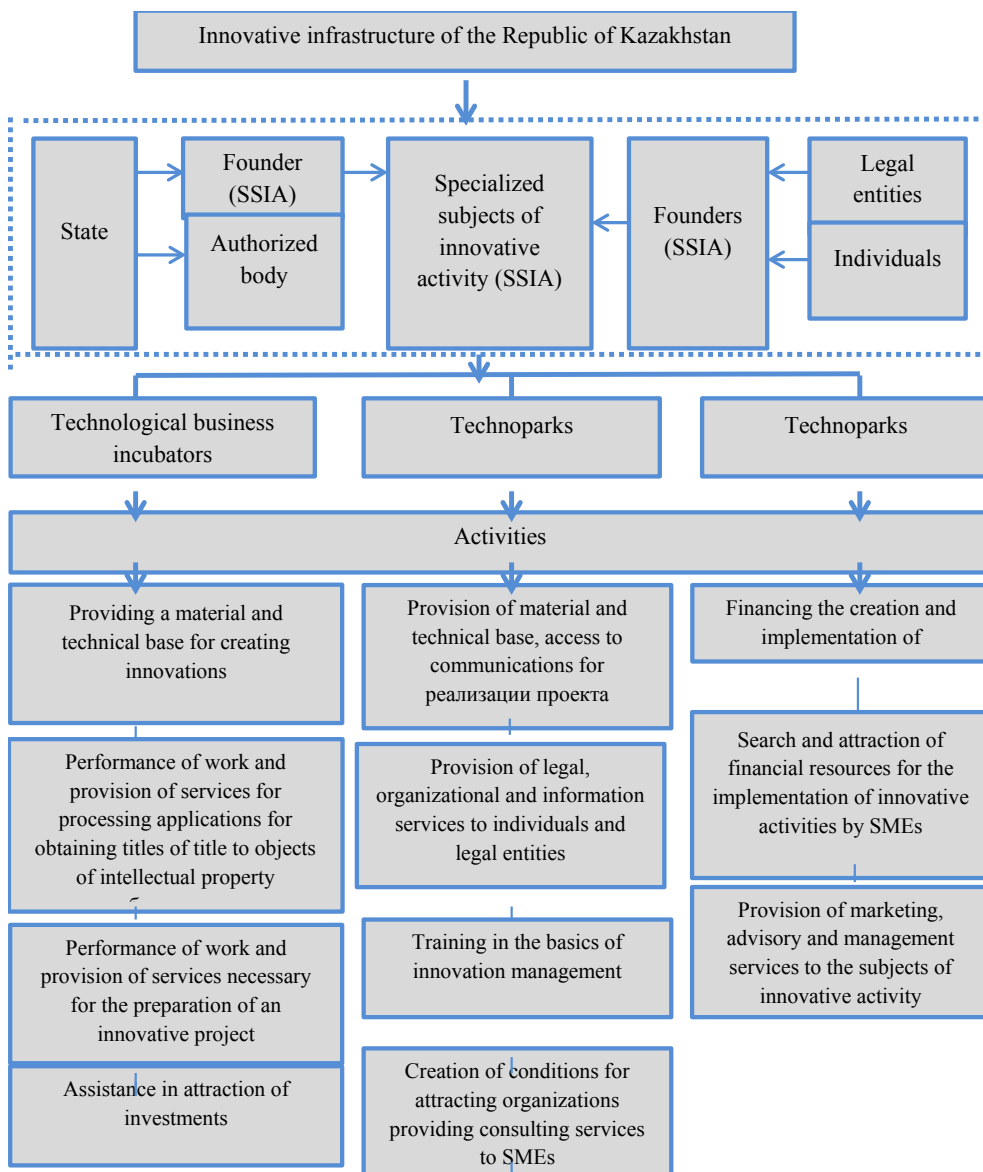 Innovative infrastructure of the Republic of Kazakhstan
State
Founder
(SSIA)
Authorized
body
Specialized
subjects of
innovative
activity (SSIA)
Founders
(SSIA)
Legal
entities
Individuals
Technological business
incubators
Technoparks
Technoparks
Activities
Providing a material and
technical base for creating
innovations
Performance of work and
provision of services for
processing applications for
obtaining titles of title to objects
of intellectual property
Performance of work and
provision of services necessary
for the preparation of an
innovative project
Assistance in attraction of
investments
Provision of material and
technical base, access to
communications for
реализации проекта
Provision of legal,
organizational and information
services to individuals and
legal entities
Training in the basics of
innovation management
Creation of conditions for
attracting organizations
providing consulting services
to SMEs
Financing the creation and
implementation of
Search and attraction of
financial resources for the
implementation of innovative
activities by SMEs
Provision of marketing,
advisory and management
services to the subjects of
innovative activity